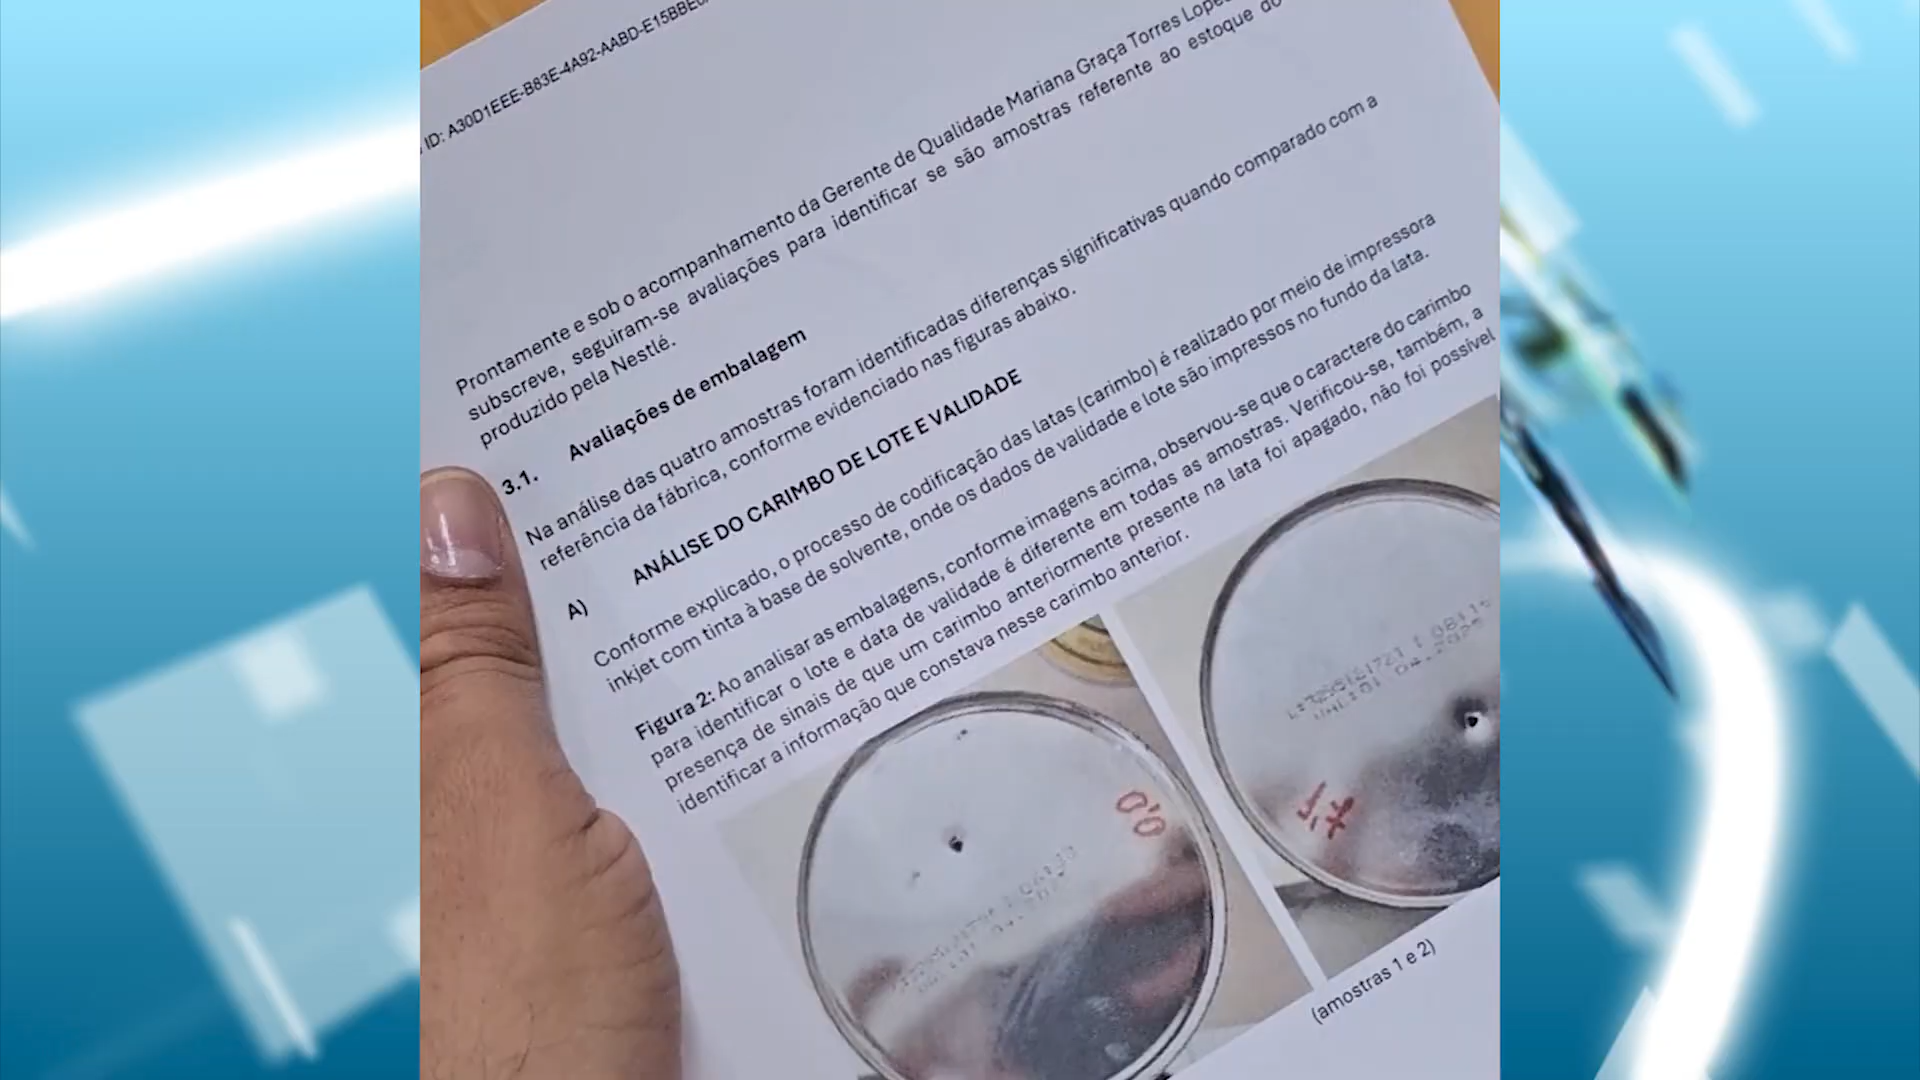 ID: A30D1EEE-B83E-4A92-AABD-E15BBE
Prontamente e sob o acompanhamento da Gerente de Qualidade Mariana Graça Torres Lopes
subscreve, seguiram-se avaliações para identificar se são amostras referente ao estoque do
produzido pela Nestlé.
3.1. Avaliações de embalagem
Na análise das quatro amostras foram identificadas diferenças significativas quando comparado com a
referência da fábrica, conforme evidenciado nas figuras abaixo.
A) ANÁLISE DO CARIMBO DE LOTE E VALIDADE
Conforme explicado, o processo de codificação das latas (carimbo) é realizado por meio de impressora
inkjet com tinta à base de solvente, onde os dados de validade e lote são impressos no fundo da lata.
Figura 2: Ao analisar as embalagens, conforme imagens acima, observou-se que o caractere do carimbo
para identificar o lote e data de validade é diferente em todas as amostras. Verificou-se, também, a
presença de sinais de que um carimbo anteriormente presente na lata foi apagado, não foi possível
identificar a informação que constava nesse carimbo anterior.
(amostras 1 e 2)